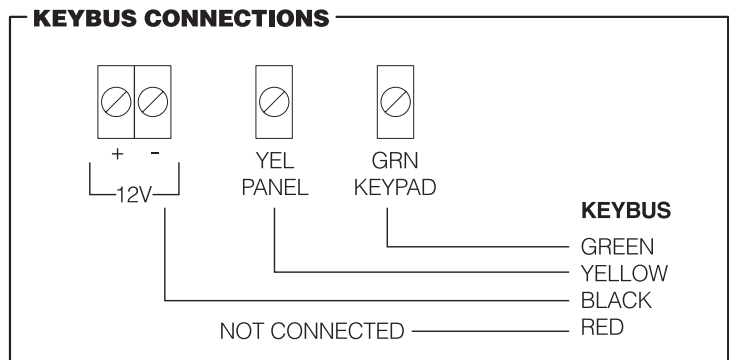 KEYBUS CONNECTIONS
+ -
12V
YEL
PANEL
GRN
KEYPAD
KEYBUS
GREEN
YELLOW
BLACK
NOT CONNECTED RED